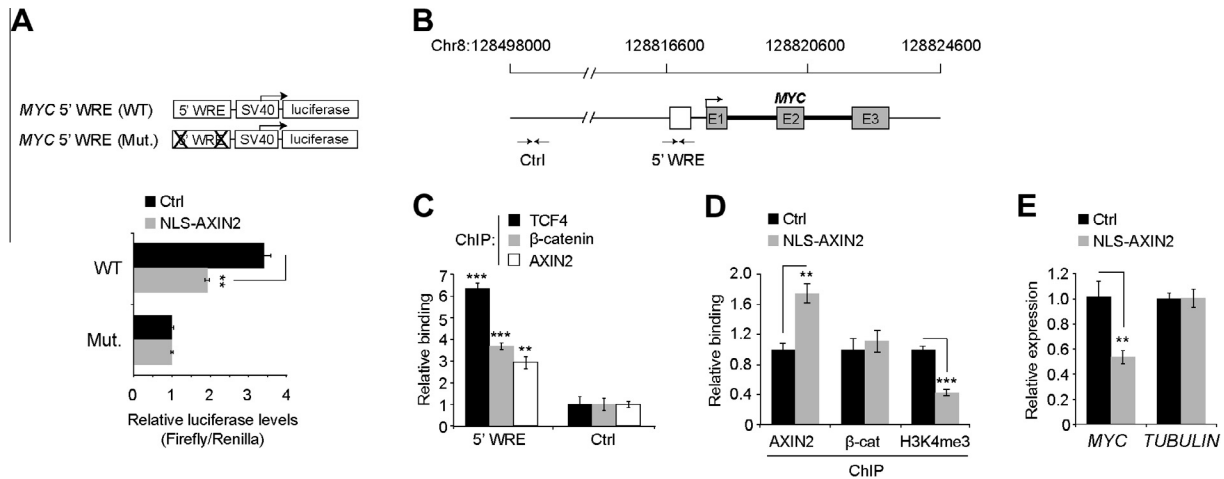 A
MYC 5' WRE (WT)
5' WRE
SV40
luciferase
MYC 5' WRE (Mut.)
5' WRE
SV40
luciferase
Ctrl
NLS-AXIN2
WT
**
Mut.
0 1 2 3 4
Relative luciferase levels
(Firefly/Renilla)
B
Chr8:128498000 128816600 128820600 128824600
MYC
E1 E2 E3
Ctrl
5' WRE
C
TCF4
ChIP: β-catenin
AXIN2
Relative binding
7
6
5
4
3
2
1
0
***
***
**
5' WRE Ctrl
D
Ctrl
NLS-AXIN2
Relative binding
2.0
1.6
1.2
0.8
0.4
0
**
***
AXIN2 β-cat H3K4me3
ChIP
E
Ctrl
NLS-AXIN2
Relative expression
1.2
1.0
0.8
0.6
0.4
0.2
0
**
MYC TUBULIN